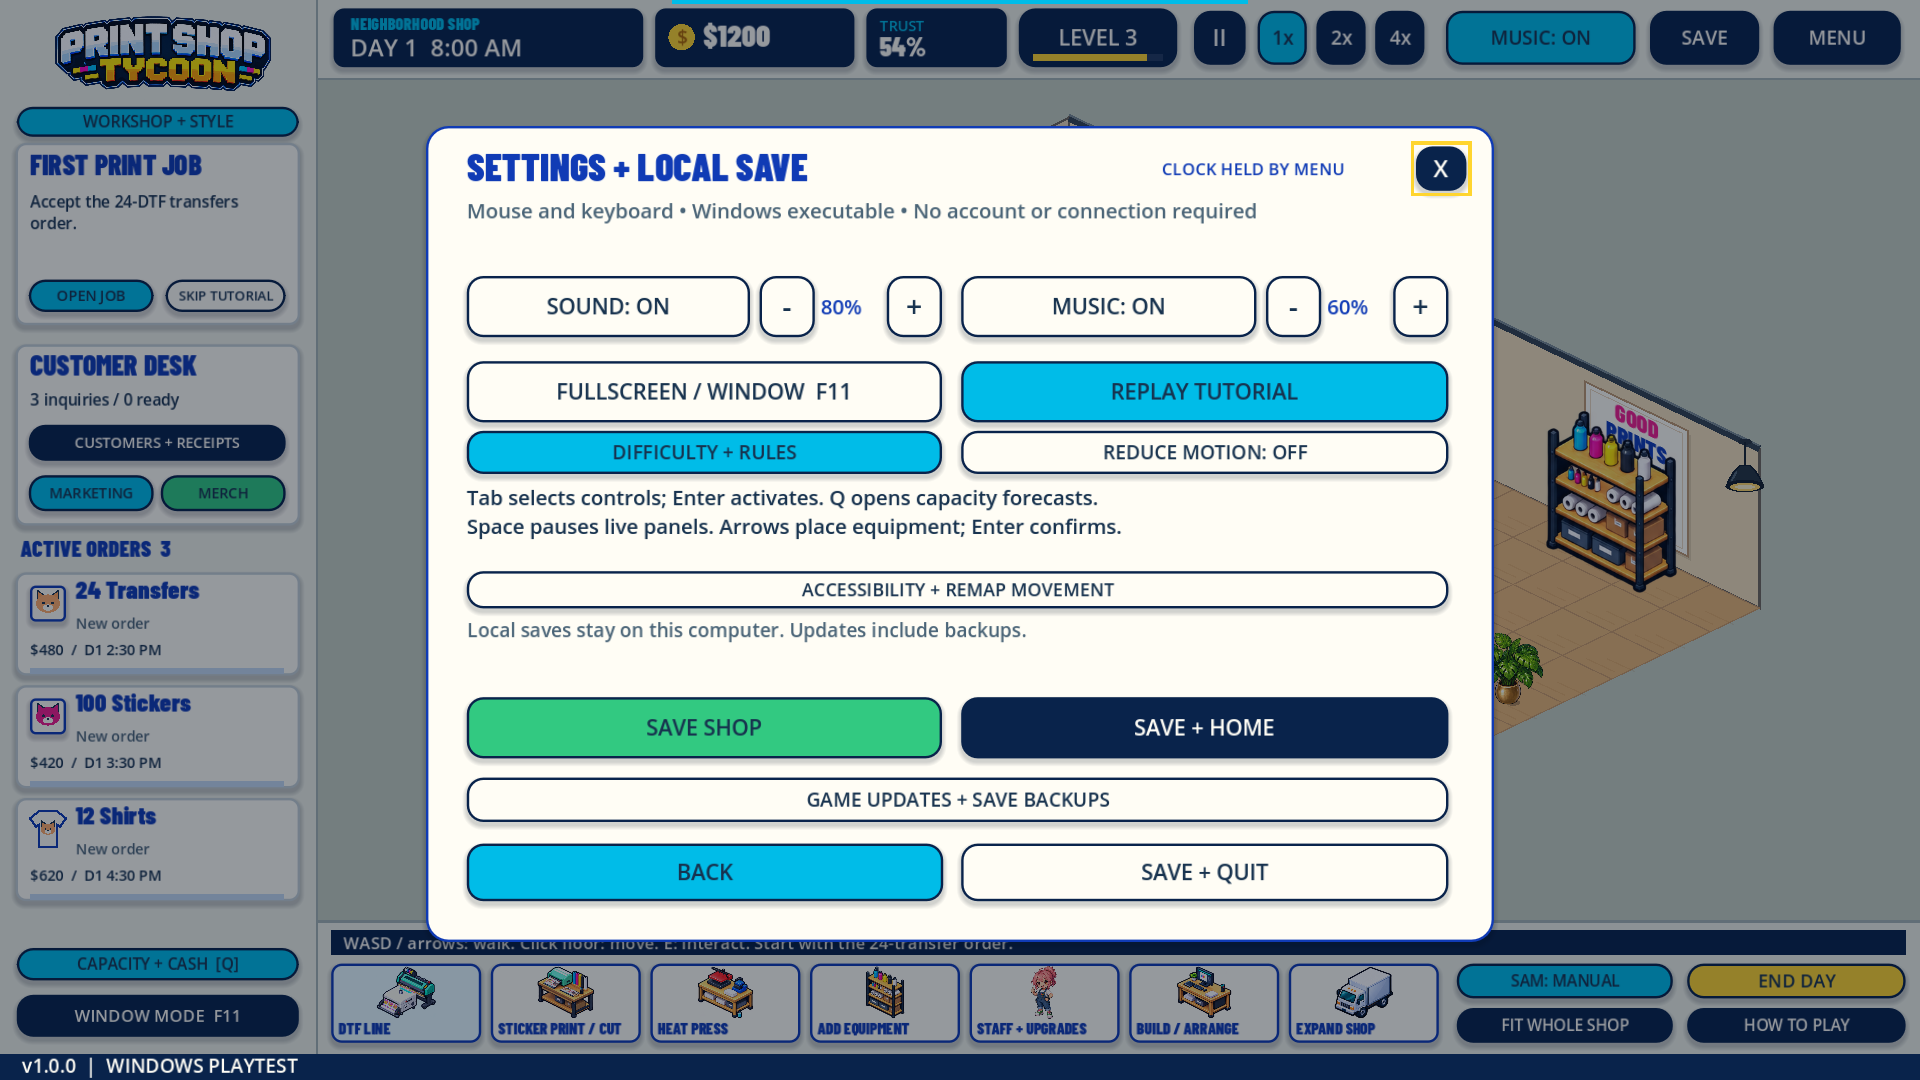 PRINT SHOP
TYCOON
NEIGHBORHOOD SHOP
DAY 1 8:00 AM
$ $1200
TRUST
54%
LEVEL 3
II
1x
2x
4x
MUSIC: ON
SAVE
MENU
WORKSHOP + STYLE
FIRST PRINT JOB
Accept the 24-DTF transfers
order.
OPEN JOB
SKIP TUTORIAL
CUSTOMER DESK
3 inquiries / 0 ready
CUSTOMERS + RECEIPTS
MARKETING
MERCH
ACTIVE ORDERS 3
24 Transfers
New order
$480 / D1 2:30 PM
100 Stickers
New order
$420 / D1 3:30 PM
12 Shirts
New order
$620 / D1 4:30 PM
CAPACITY + CASH [Q]
WINDOW MODE F11
SETTINGS + LOCAL SAVE
CLOCK HELD BY MENU
X
Mouse and keyboard • Windows executable • No account or connection required
SOUND: ON
-
80%
+
MUSIC: ON
-
60%
+
FULLSCREEN / WINDOW F11
REPLAY TUTORIAL
DIFFICULTY + RULES
REDUCE MOTION: OFF
Tab selects controls; Enter activates. Q opens capacity forecasts.
Space pauses live panels. Arrows place equipment; Enter confirms.
ACCESSIBILITY + REMAP MOVEMENT
Local saves stay on this computer. Updates include backups.
SAVE SHOP
SAVE + HOME
GAME UPDATES + SAVE BACKUPS
BACK
SAVE + QUIT
GOOD
PRINTS
WASD / arrows: walk. Click floor: move. E: interact. Start with the 24-transfer order.
DTF LINE
STICKER PRINT / CUT
HEAT PRESS
ADD EQUIPMENT
STAFF + UPGRADES
BUILD / ARRANGE
EXPAND SHOP
SAM: MANUAL
END DAY
FIT WHOLE SHOP
HOW TO PLAY
v1.0.0 | WINDOWS PLAYTEST